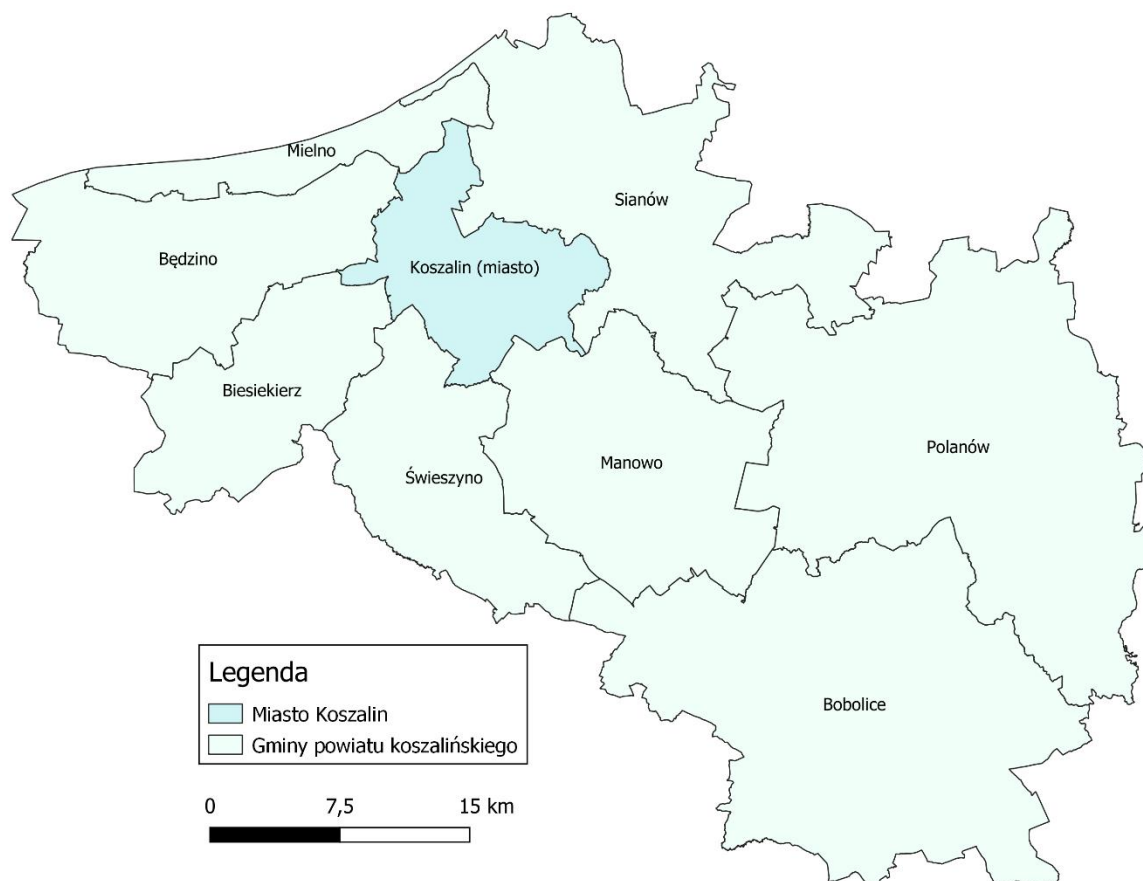 Mielno
Sianów
Będzino
Koszalin (miasto)
Biesiekierz
Polanów
Manowo
Świeszyno
Bobolice
Legenda
Miasto Koszalin
Gminy powiatu koszalińskiego
0 7,5 15 km